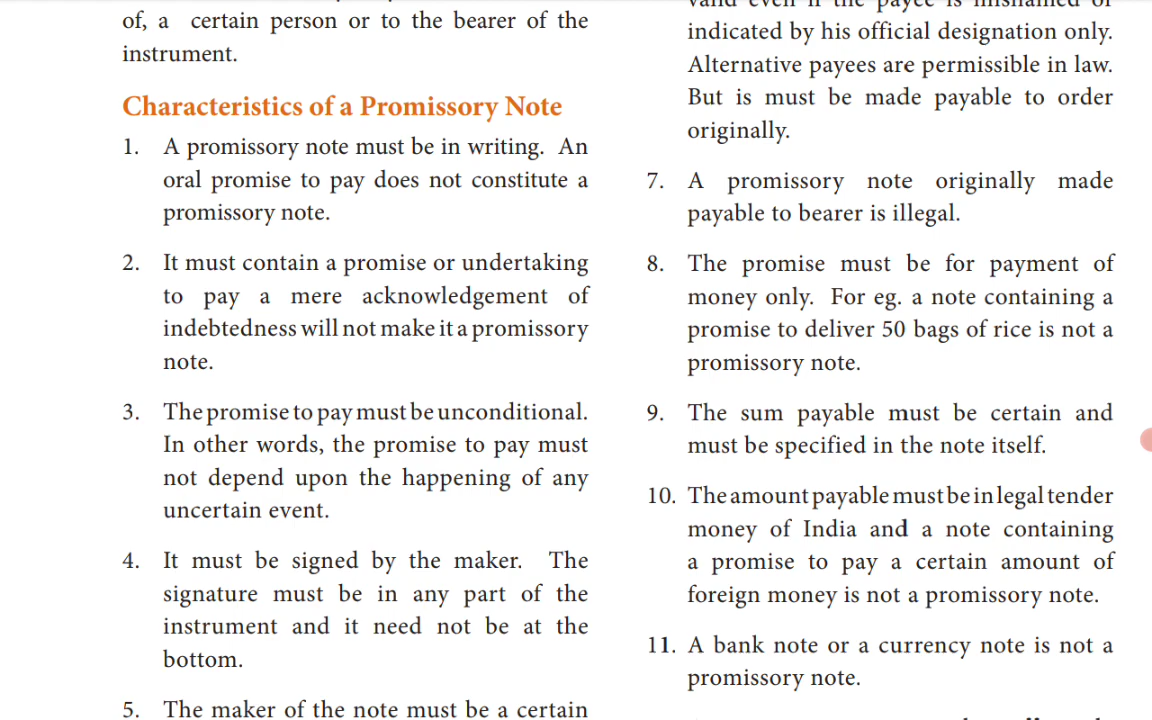 of, a certain person or to the bearer of the
instrument.
Characteristics of a Promissory Note
1. A promissory note must be in writing. An
oral promise to pay does not constitute a
promissory note.
2. It must contain a promise or undertaking
to pay a mere acknowledgement of
indebtedness will not make it a promissory
note.
3. The promise to pay must be unconditional.
In other words, the promise to pay must
not depend upon the happening of any
uncertain event.
4. It must be signed by the maker. The
signature must be in any part of the
instrument and it need not be at the
bottom.
5. The maker of the note must be a certain
valid even if the payee is misnamed or
indicated by his official designation only.
Alternative payees are permissible in law.
But is must be made payable to order
originally.
7. A promissory note originally made
payable to bearer is illegal.
8. The promise must be for payment of
money only. For eg. a note containing a
promise to deliver 50 bags of rice is not a
promissory note.
9. The sum payable must be certain and
must be specified in the note itself.
10. The amount payable must be in legal tender
money of India and a note containing
a promise to pay a certain amount of
foreign money is not a promissory note.
11. A bank note or a currency note is not a
promissory note.